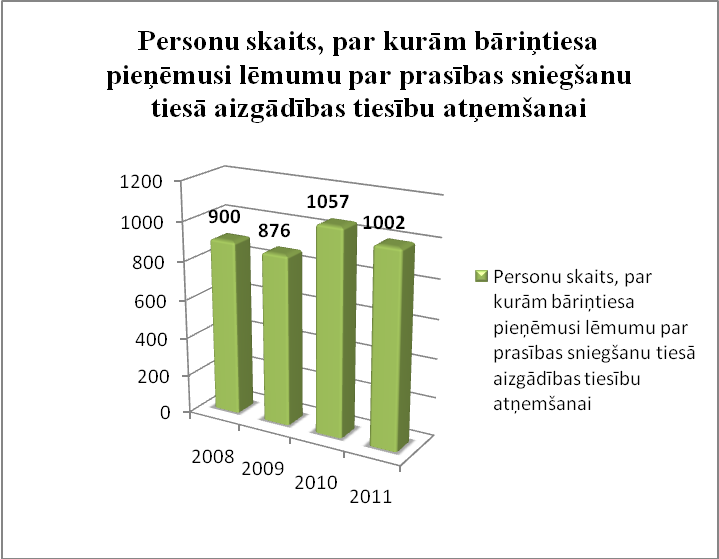 Personu skaits, par kurām bāriņtiesa
pieņēmusi lēmumu par prasības sniegšanu
tiesā aizgādības tiesību atņemšanai
1200
1000
800
600
400
200
0
900
876
1057
1002
2008
2009
2010
2011
Personu skaits, par
kurām bāriņtiesa
pieņēmusi lēmumu par
prasības sniegšanu tiesā
aizgādības tiesību
atņemšanai